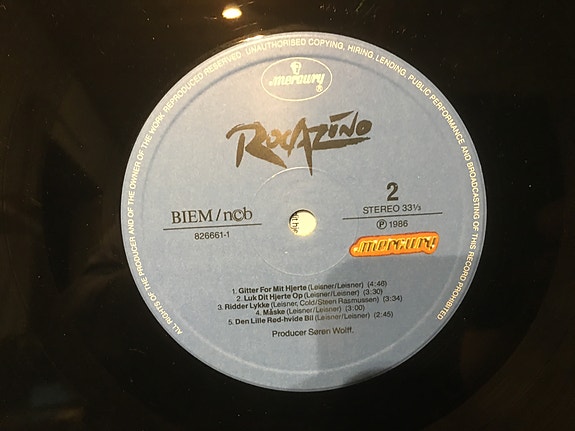 ALL RIGHTS OF THE PRODUCER AND OF THE OWNER OF THE WORK REPRODUCED RESERVED. UNAUTHORISED COPYING, HIRING, LENDING, PUBLIC PERFORMANCE AND BROADCASTING OF THIS RECORD PROHIBITED
mercury ®
ROCAZINO
BIEM / n©b
826661-1
2
STEREO 33⅓
Ⓟ 1986
mercury
1. Gitter For Mit Hjerte (Leisner/Leisner) (4:48)
2. Luk Dit Hjerte Op (Leisner/Leisner) (3:30)
3. Ridder Lykke (Leisner, Cold/Steen Rasmussen) (3:34)
4. Måske (Leisner/Leisner) (3:00)
5. Den Lille Rød-hvide Bil (Leisner/Leisner) (2:45)
Producer Søren Wolff.